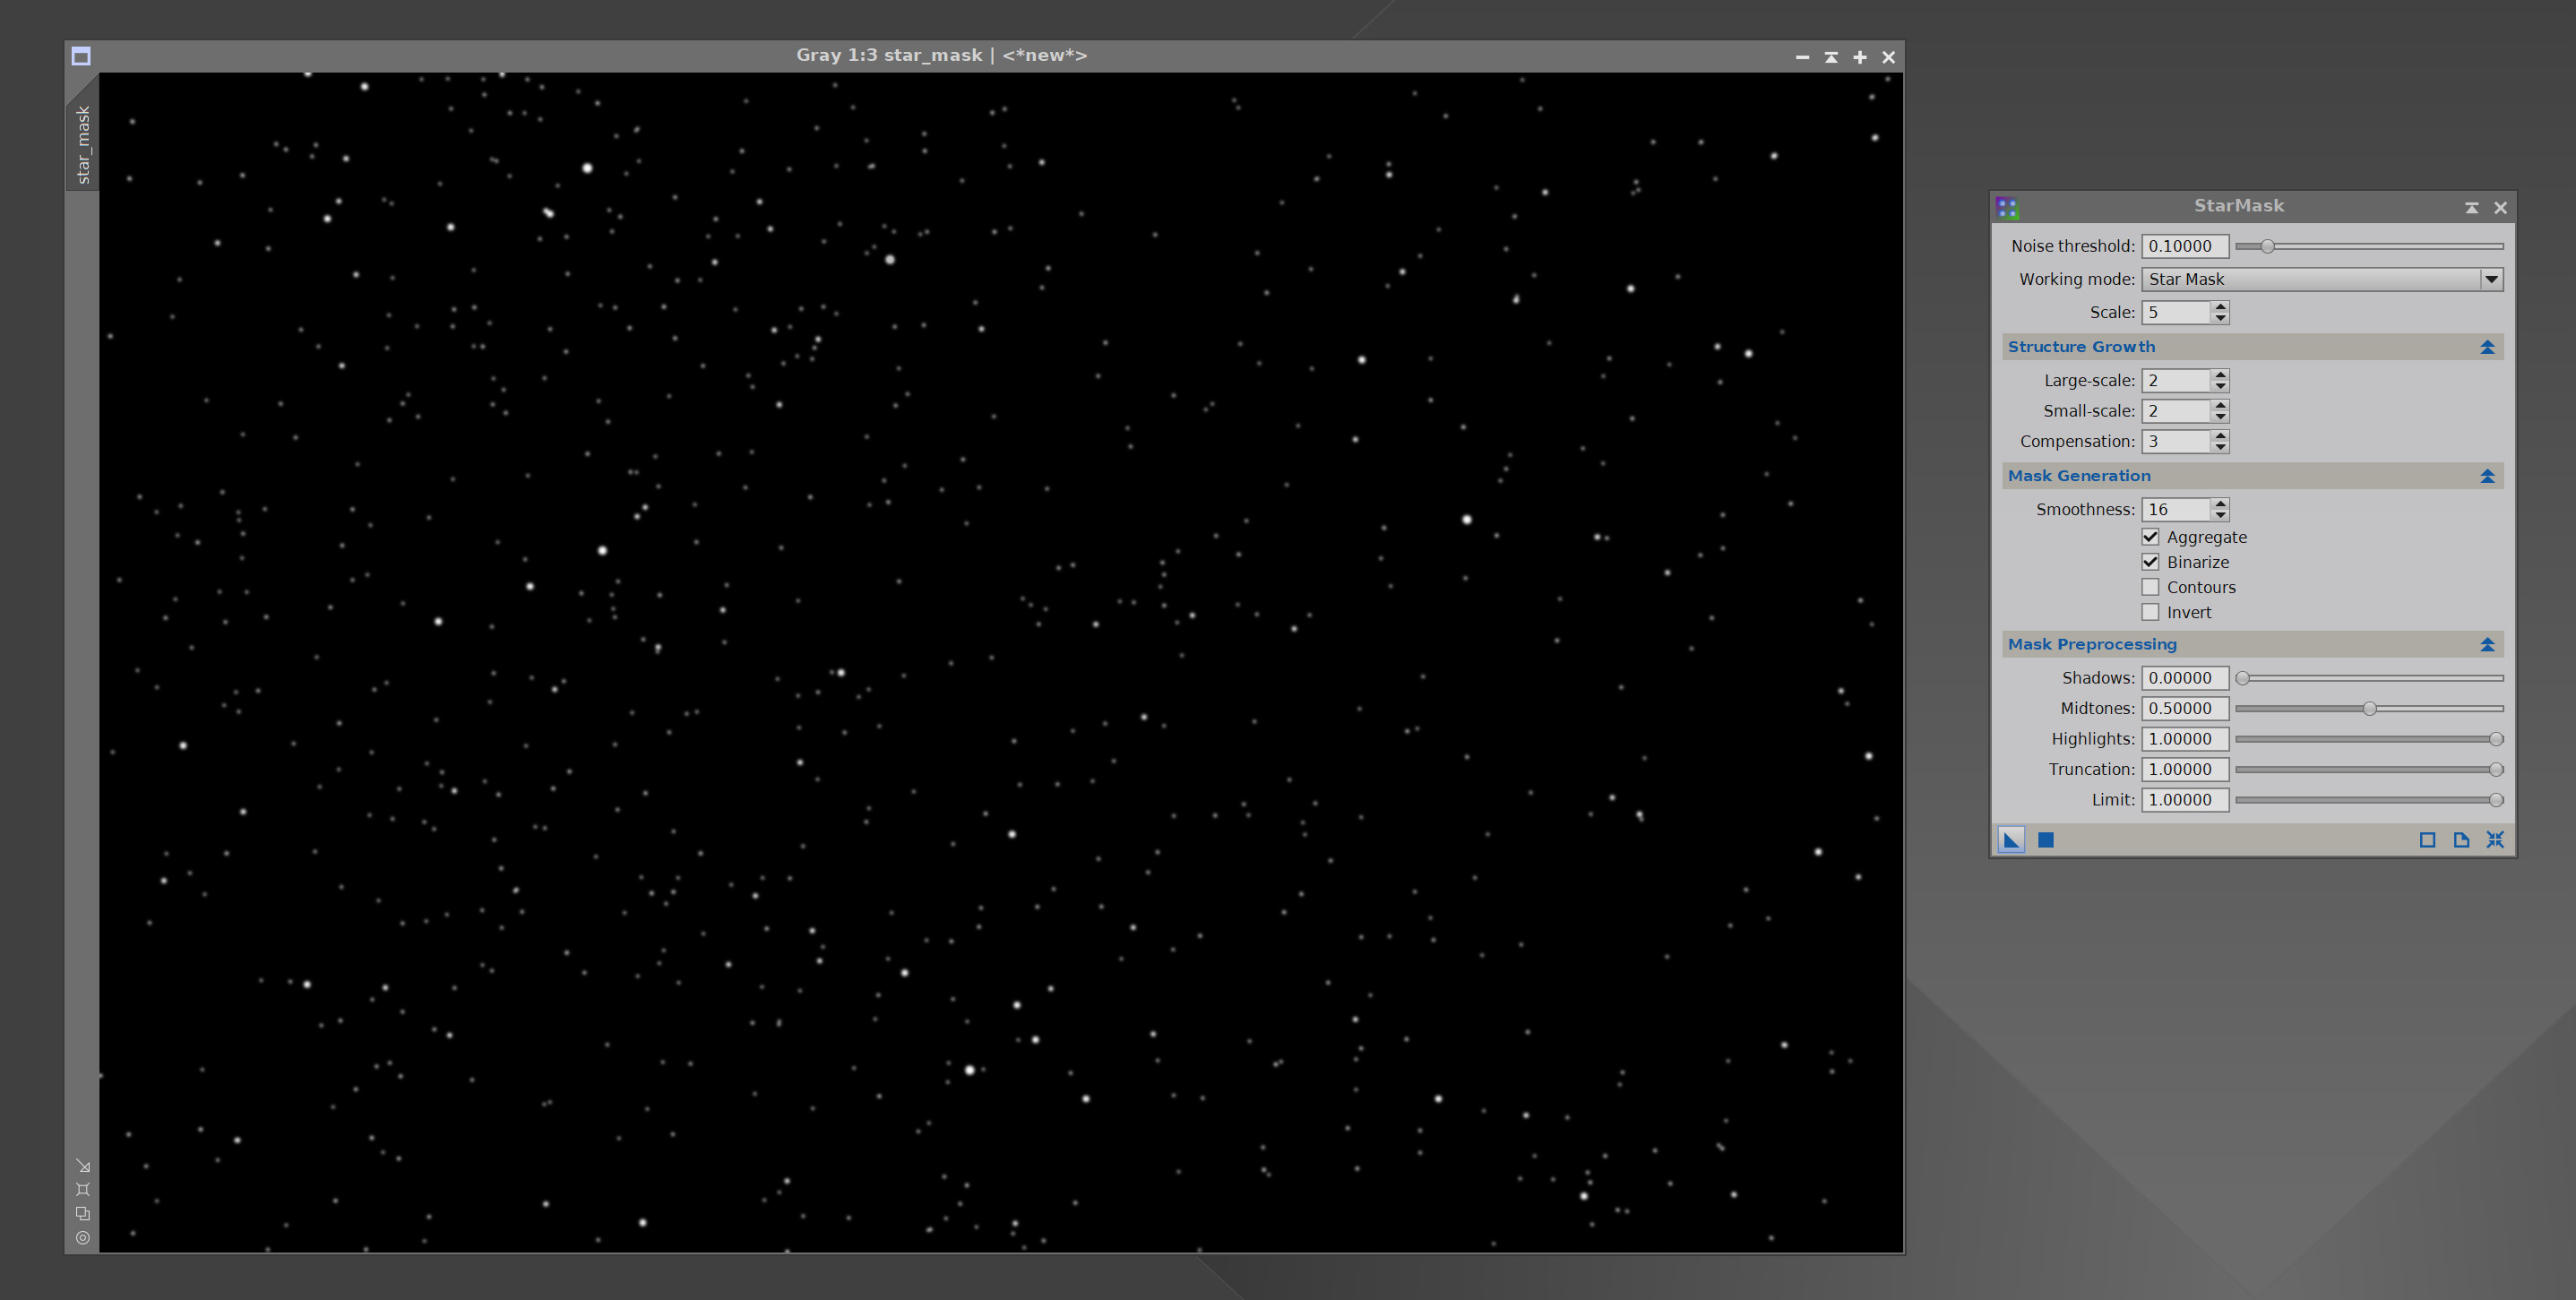 Gray 1:3 star_mask | <*new*>
star_mask
StarMask
Noise threshold: 0.10000
Working mode: Star Mask
Scale: 5
Structure Growth
Large-scale: 2
Small-scale: 2
Compensation: 3
Mask Generation
Smoothness: 16
Aggregate
Binarize
Contours
Invert
Mask Preprocessing
Shadows: 0.00000
Midtones: 0.50000
Highlights: 1.00000
Truncation: 1.00000
Limit: 1.00000